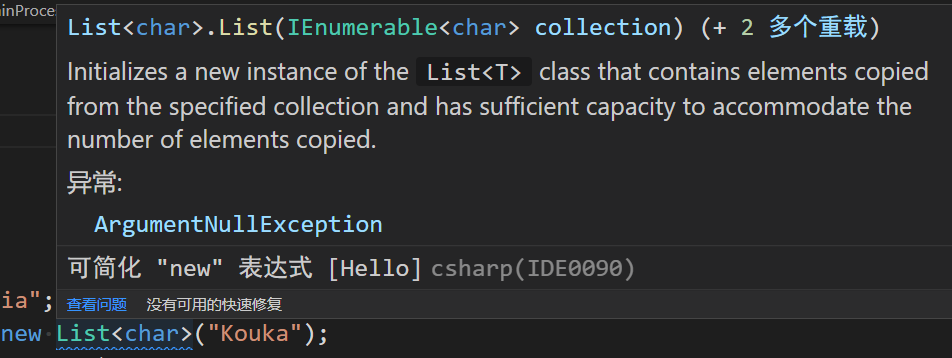 ainProce
List<char>.List(IEnumerable<char> collection) (+ 2 多个重载)
Initializes a new instance of the List<T> class that contains elements copied
from the specified collection and has sufficient capacity to accommodate the
number of elements copied.
异常:
ArgumentNullException
可简化 "new" 表达式 [Hello] csharp(IDE0090)
查看问题 没有可用的快速修复
ia";
new List<char>("Kouka");